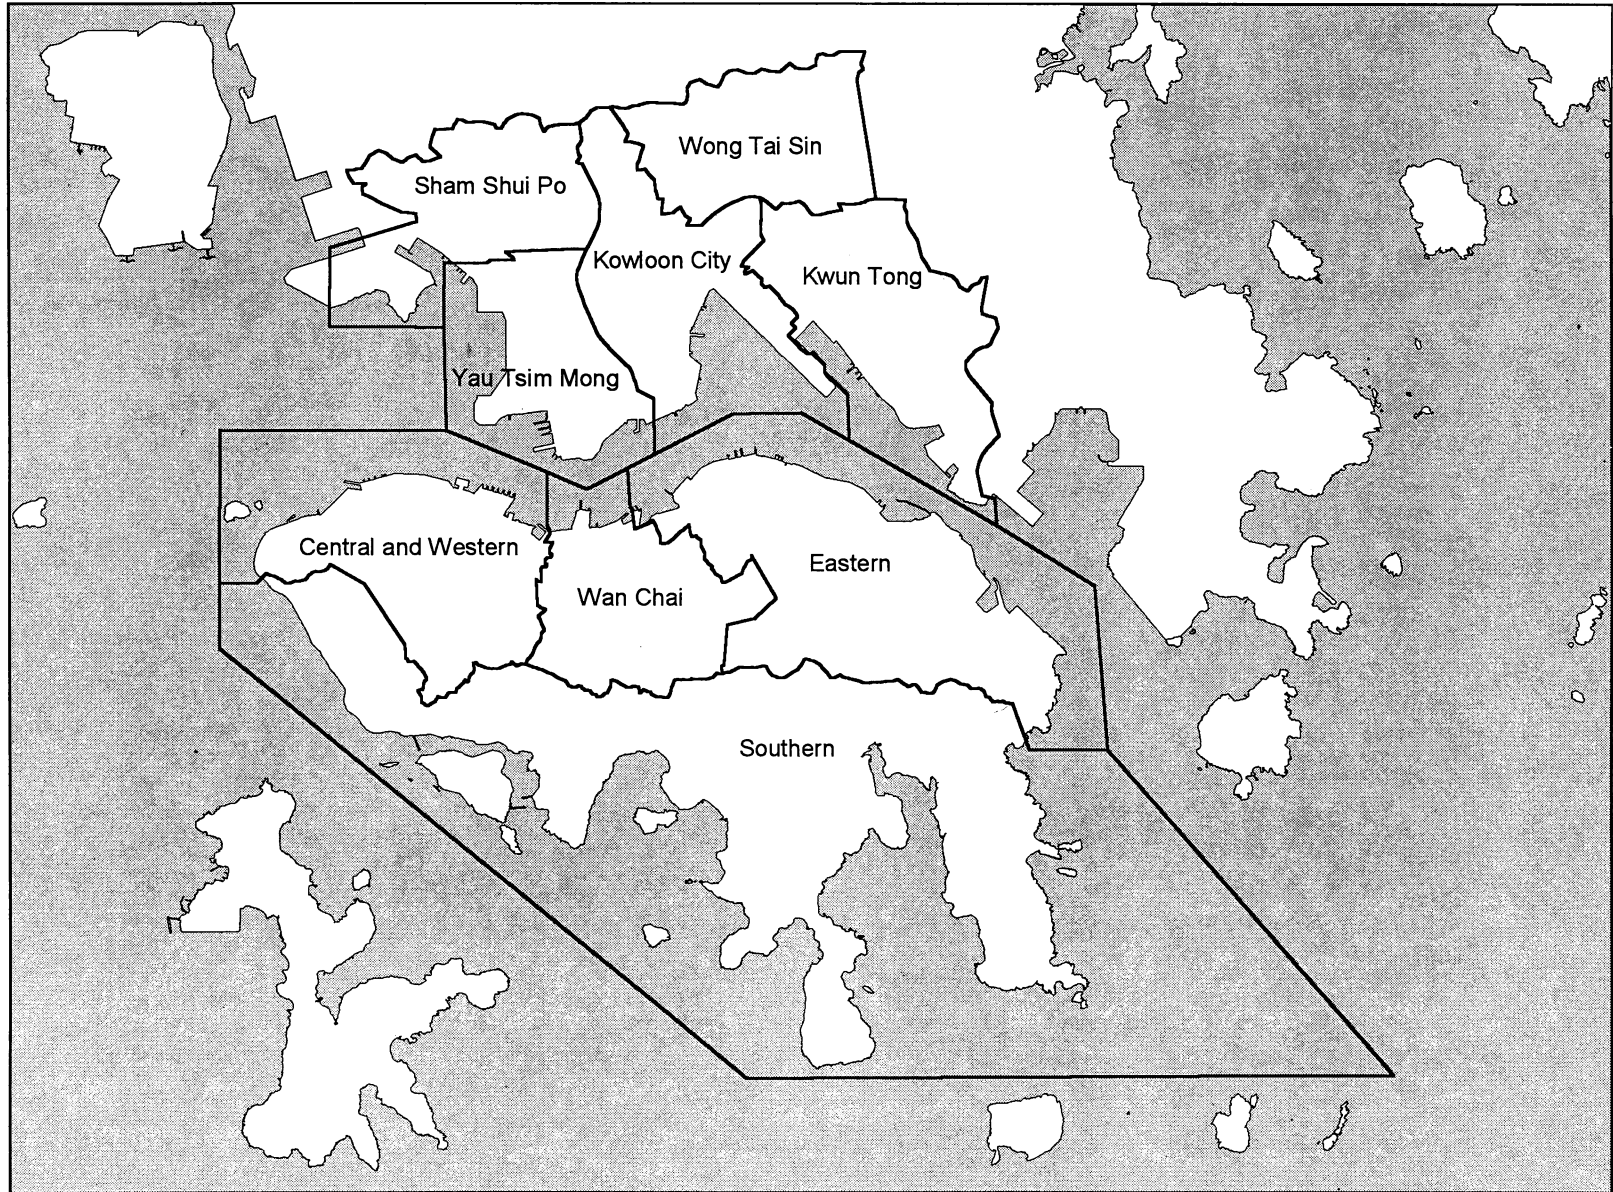 Wong Tai Sin
Sham Shui Po
Kowloon City
Kwun Tong
Yau Tsim Mong
Central and Western
Eastern
Wan Chai
Southern